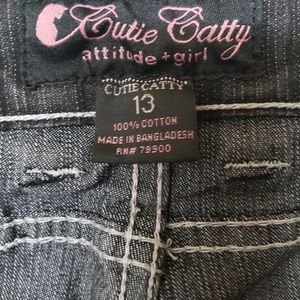 Cutie Catty
attitude + girl
CUTIE CATTY
13
100% COTTON
MADE IN BANGLADESH
RN# 79900